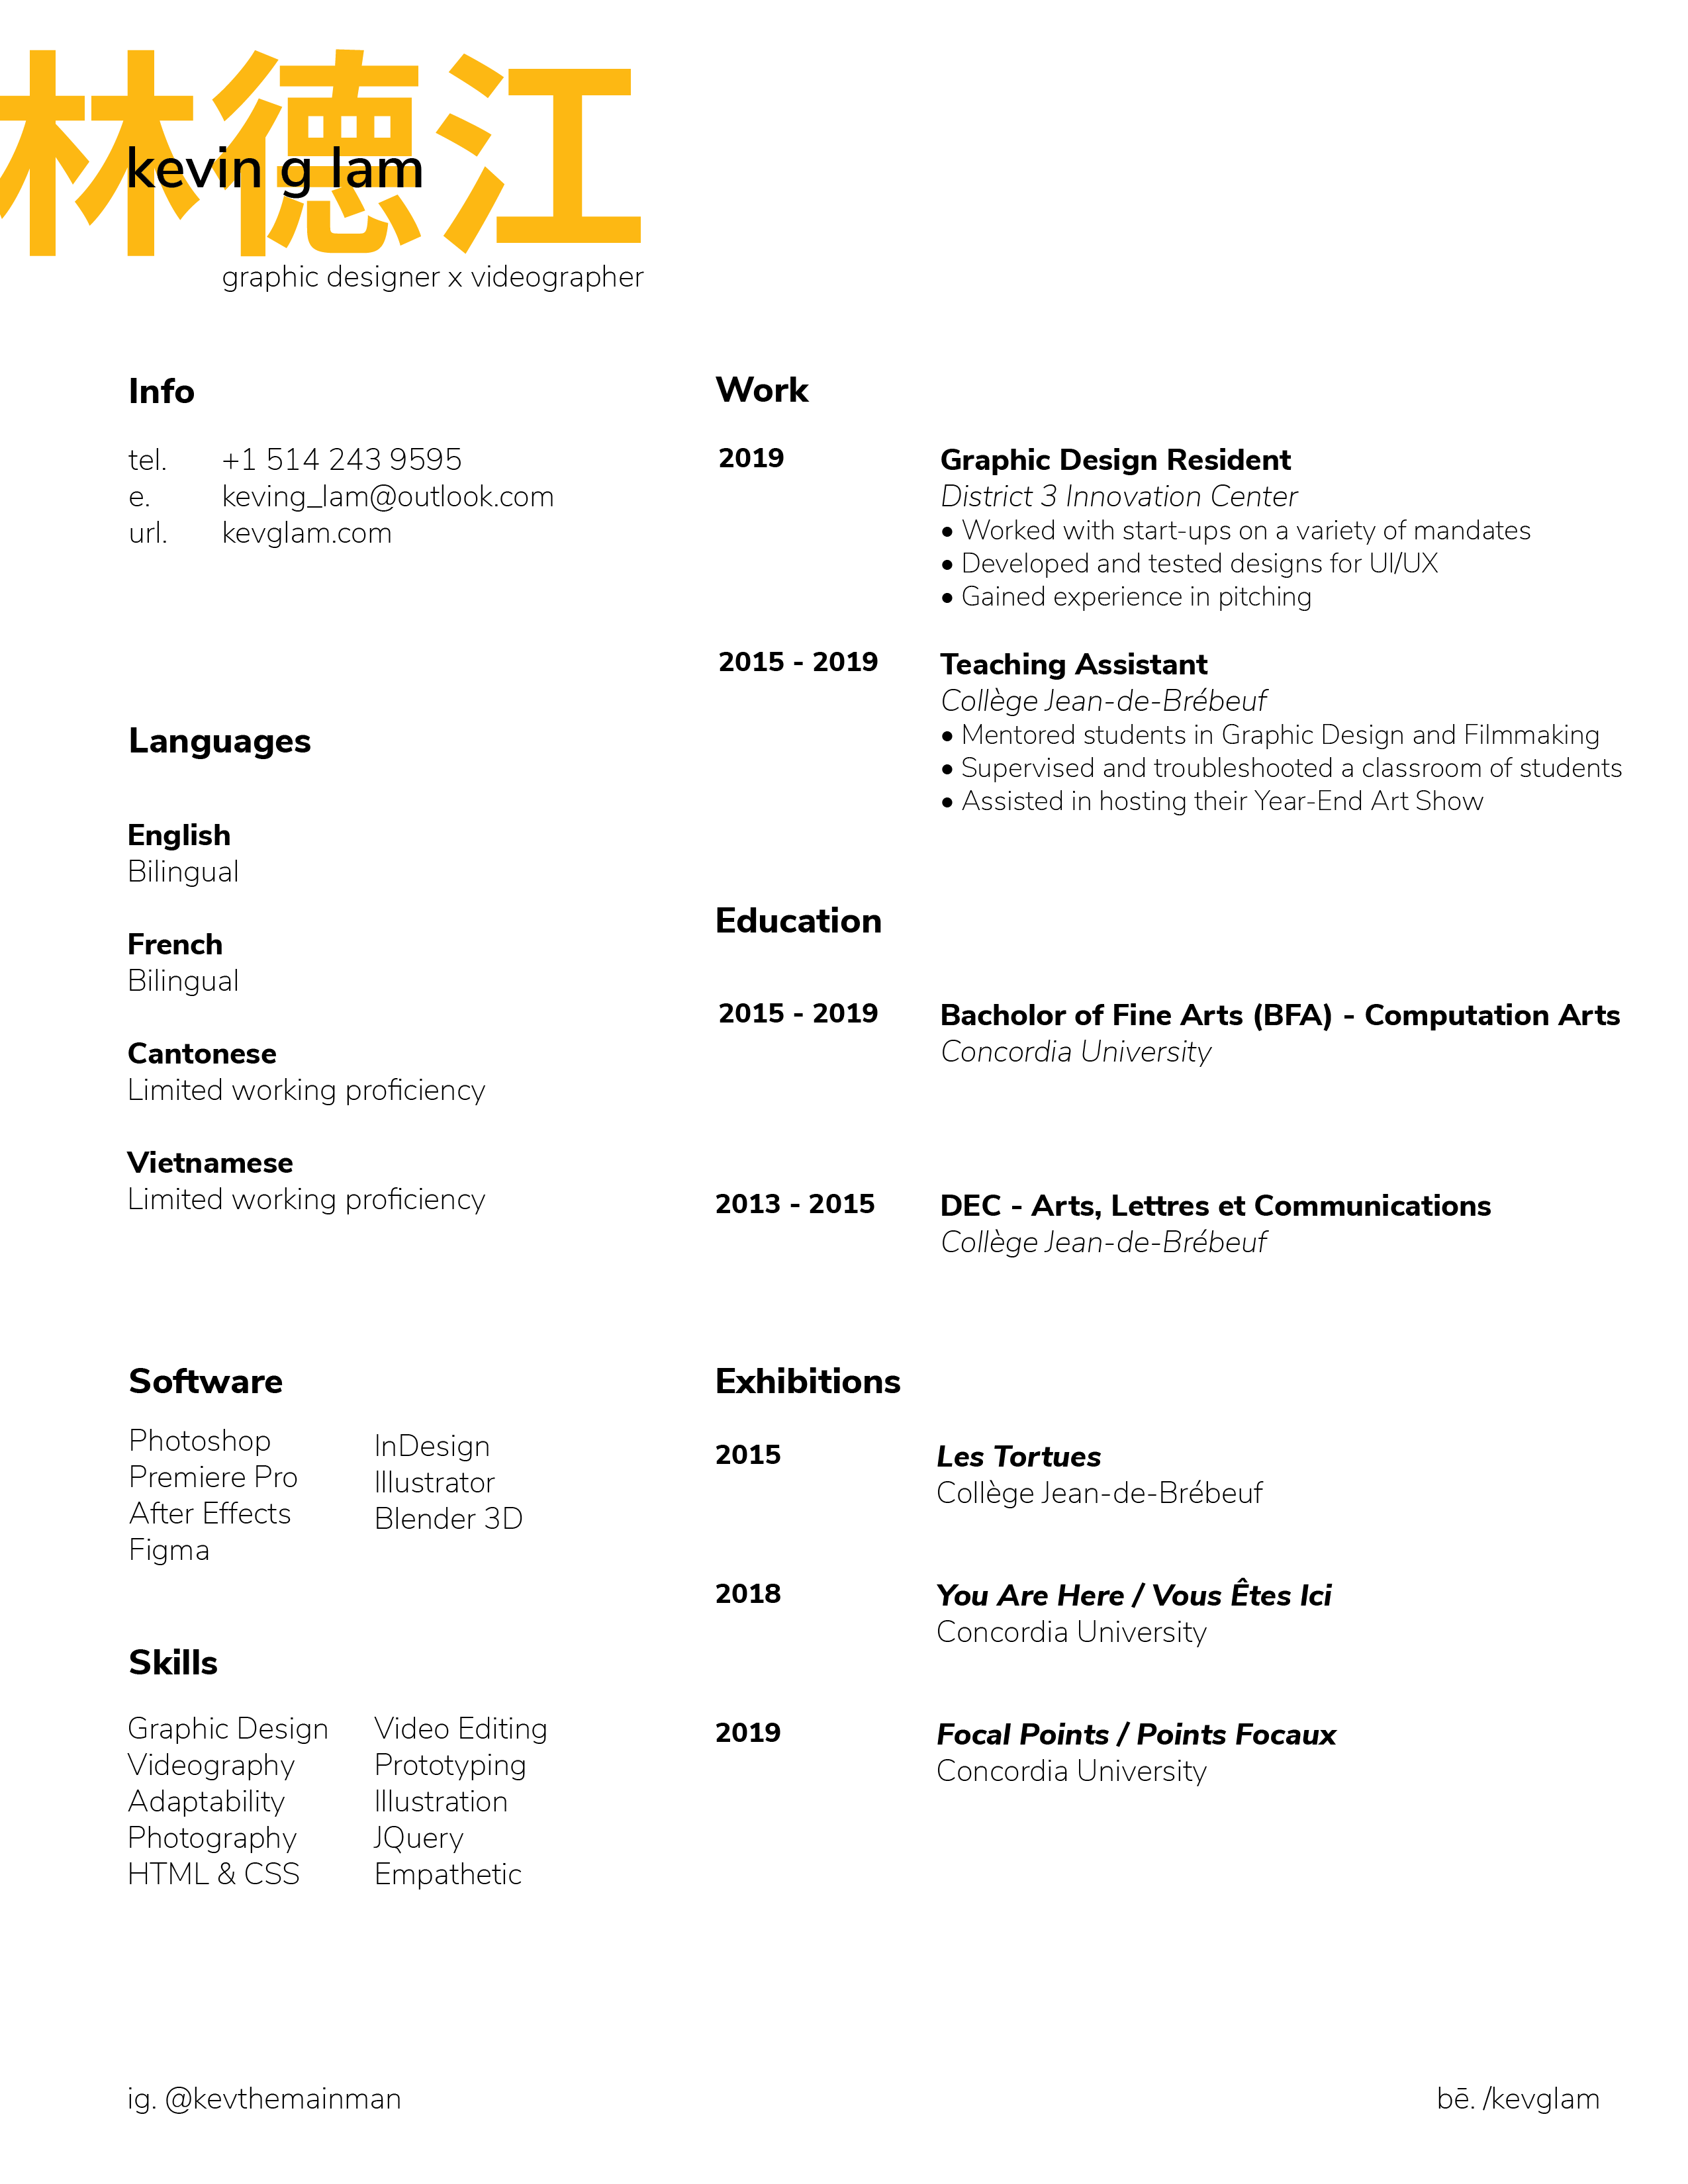 林徳江
kevin g lam
graphic designer x videographer
Info
tel. +1 514 243 9595
e. keving_lam@outlook.com
url. kevglam.com
Languages
English
Bilingual
French
Bilingual
Cantonese
Limited working proficiency
Vietnamese
Limited working proficiency
Software
Photoshop
Premiere Pro
After Effects
Figma
InDesign
Illustrator
Blender 3D
Skills
Graphic Design
Videography
Adaptability
Photography
HTML & CSS
Video Editing
Prototyping
Illustration
JQuery
Empathetic
Work
2019 Graphic Design Resident
District 3 Innovation Center
• Worked with start-ups on a variety of mandates
• Developed and tested designs for UI/UX
• Gained experience in pitching
2015 - 2019 Teaching Assistant
Collège Jean-de-Brébeuf
• Mentored students in Graphic Design and Filmmaking
• Supervised and troubleshooted a classroom of students
• Assisted in hosting their Year-End Art Show
Education
2015 - 2019 Bacholor of Fine Arts (BFA) - Computation Arts
Concordia University
2013 - 2015 DEC - Arts, Lettres et Communications
Collège Jean-de-Brébeuf
Exhibitions
2015 Les Tortues
Collège Jean-de-Brébeuf
2018 You Are Here / Vous Êtes Ici
Concordia University
2019 Focal Points / Points Focaux
Concordia University
ig. @kevthemainman
bē. /kevglam